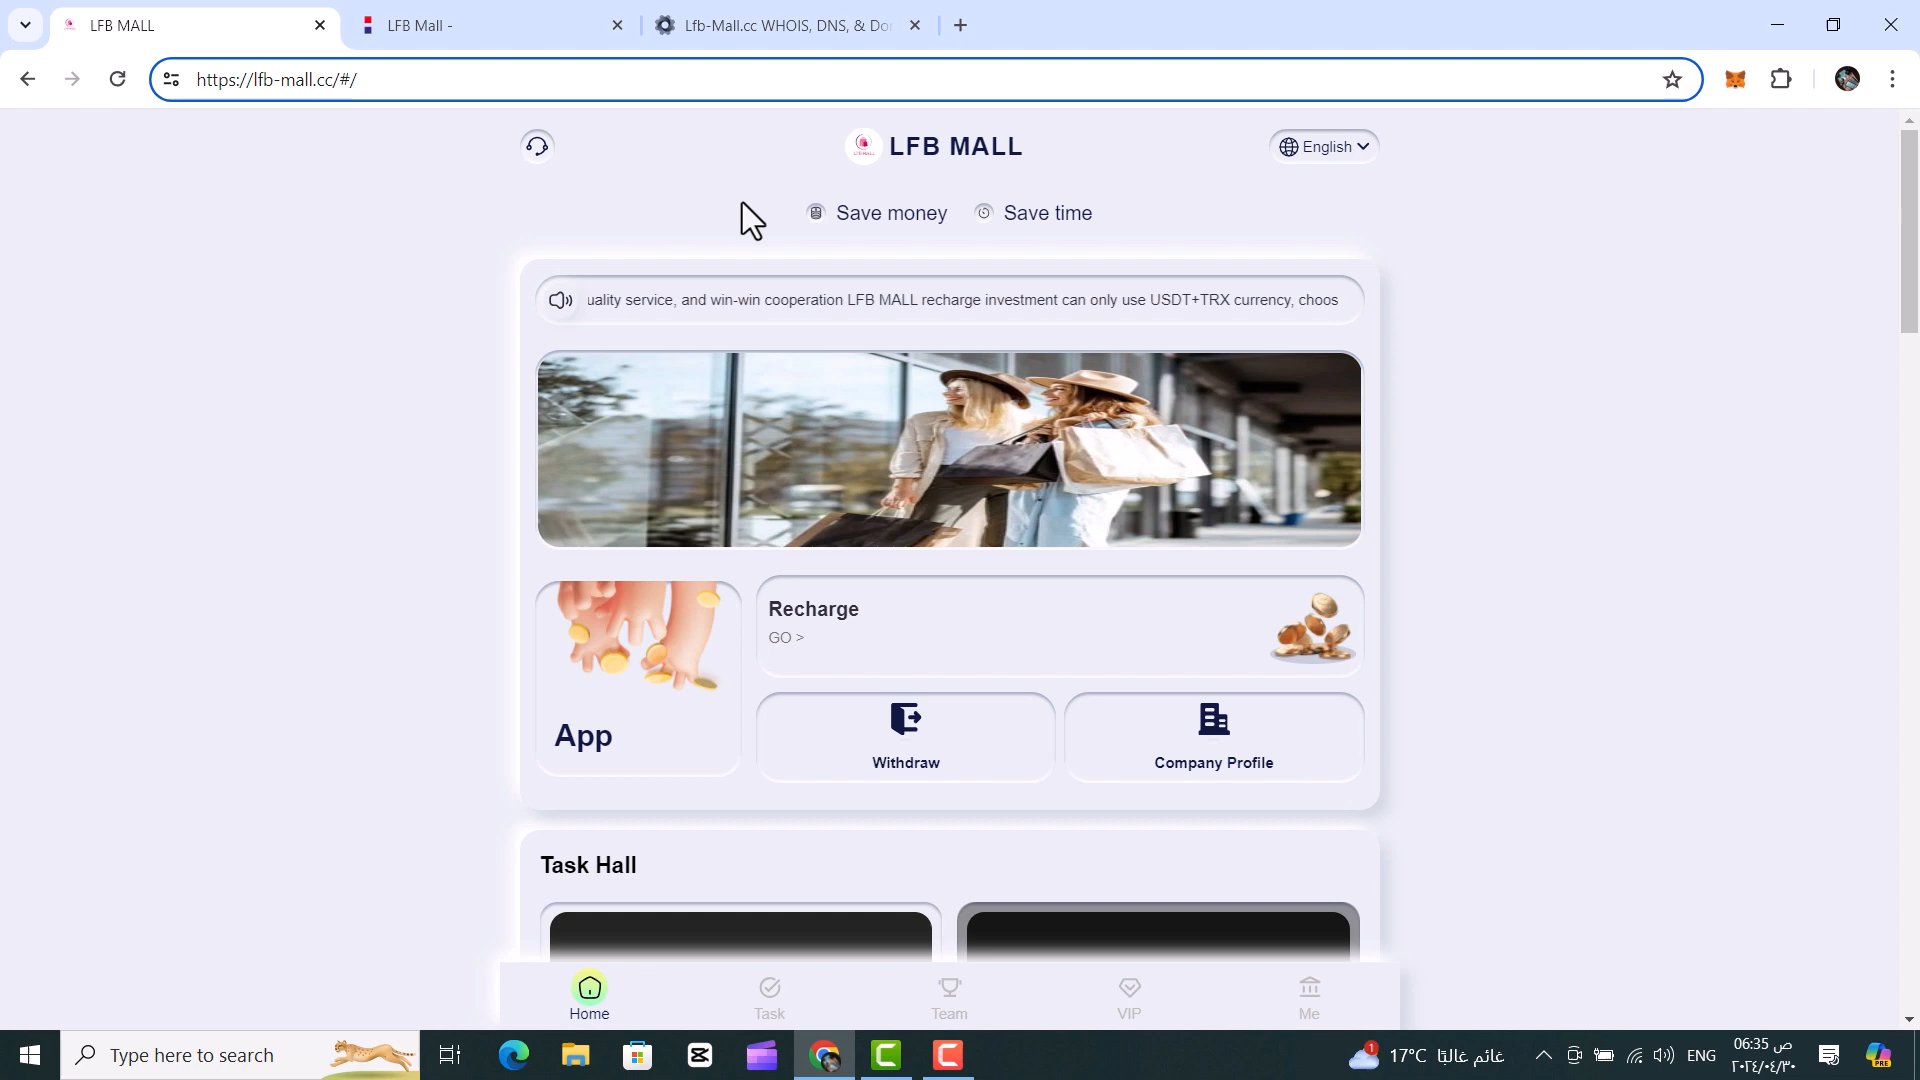 LFB MALL
LFB Mall -
Lfb-Mall.cc WHOIS, DNS, & Do
https://lfb-mall.cc/#/
LFB MALL
English
Save money
Save time
uality service, and win-win cooperation LFB MALL recharge investment can only use USDT+TRX currency, choos
Recharge
GO >
App
Withdraw
Company Profile
Task Hall
Home
Task
Team
VIP
Me
Type here to search
1
17°C
غائم غالبًا
ENG
06:35 ص
٢٠٢٤/٠٤/٣٠
PRE